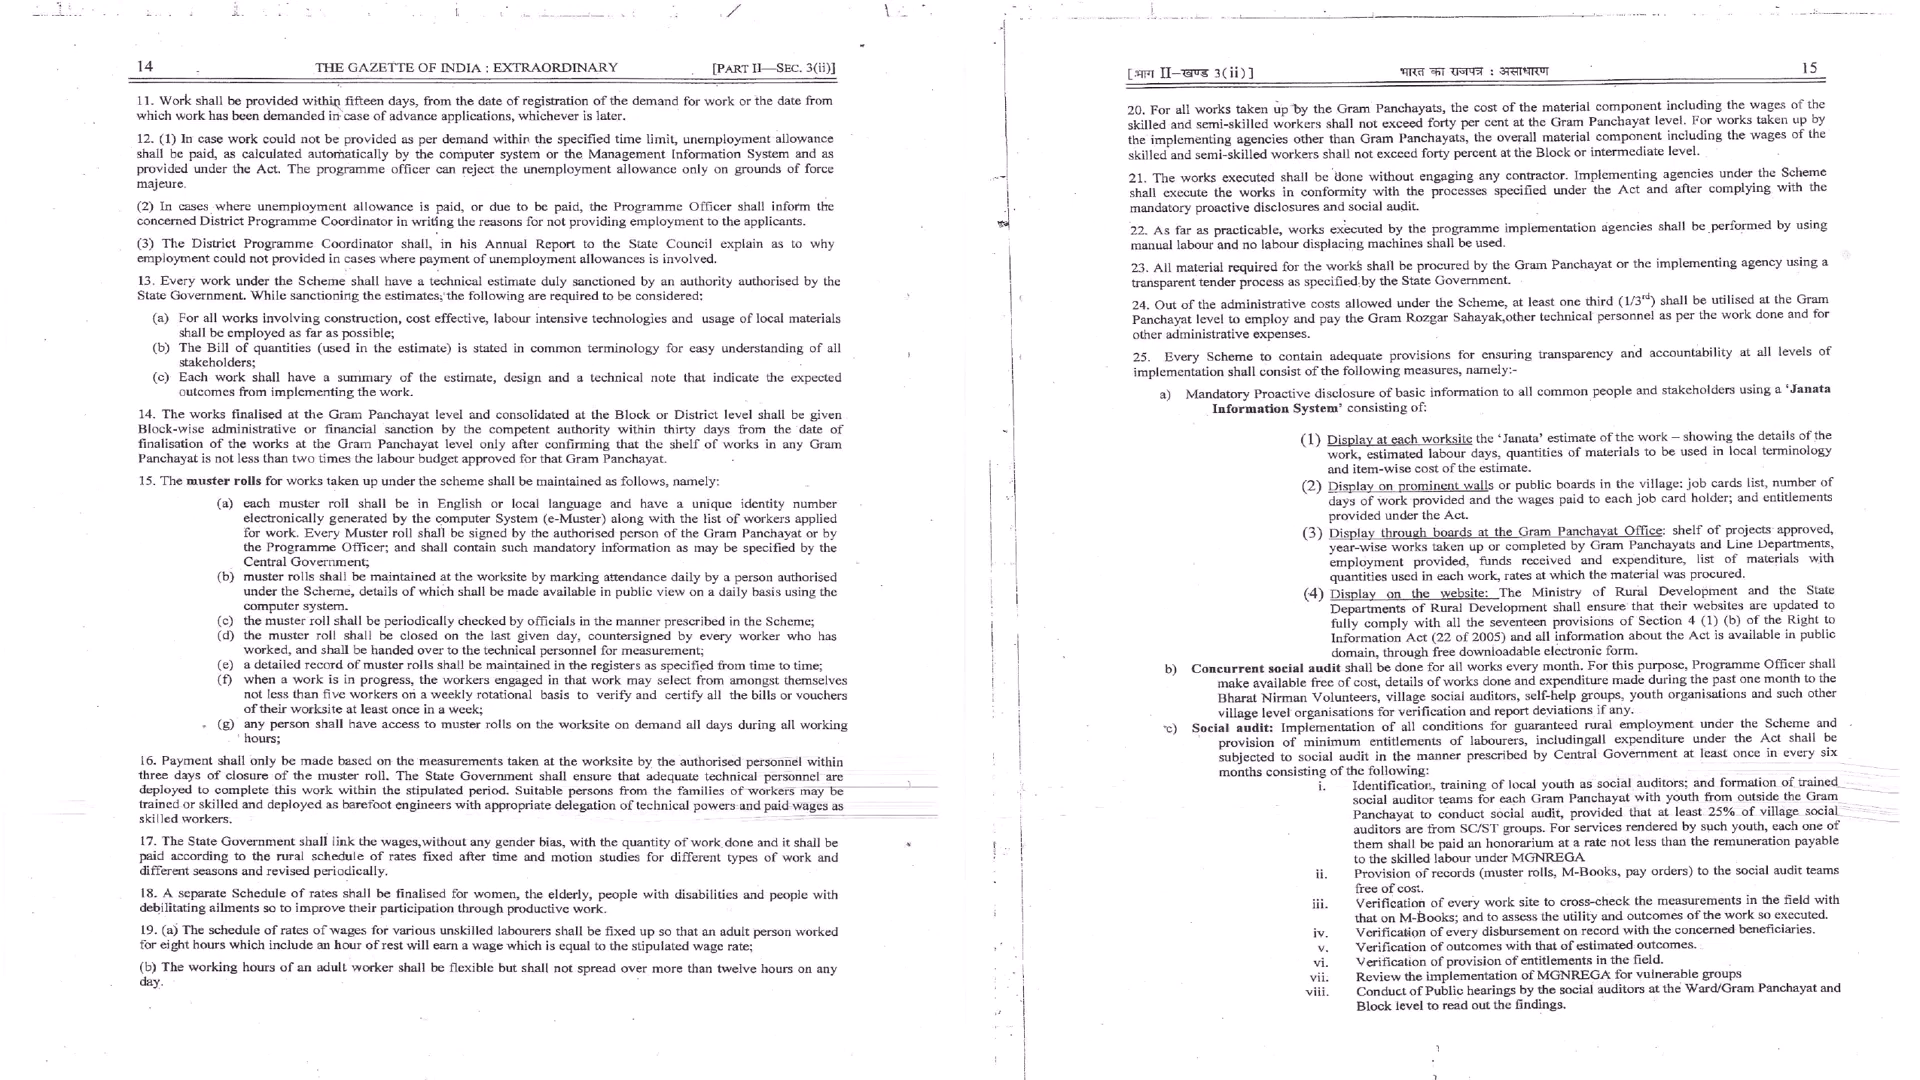 14 THE GAZETTE OF INDIA : EXTRAORDINARY [PART II—SEC. 3(ii)]
11. Work shall be provided within fifteen days, from the date of registration of the demand for work or the date from
which work has been demanded in case of advance applications, whichever is later.
12. (1) In case work could not be provided as per demand within the specified time limit, unemployment allowance
shall be paid, as calculated automatically by the computer system or the Management Information System and as
provided under the Act. The programme officer can reject the unemployment allowance only on grounds of force
majeure.
(2) In cases where unemployment allowance is paid, or due to be paid, the Programme Officer shall inform the
concerned District Programme Coordinator in writing the reasons for not providing employment to the applicants.
(3) The District Programme Coordinator shall, in his Annual Report to the State Council explain as to why
employment could not provided in cases where payment of unemployment allowances is involved.
13. Every work under the Scheme shall have a technical estimate duly sanctioned by an authority authorised by the
State Government. While sanctioning the estimates, the following are required to be considered:
(a) For all works involving construction, cost effective, labour intensive technologies and usage of local materials
shall be employed as far as possible;
(b) The Bill of quantities (used in the estimate) is stated in common terminology for easy understanding of all
stakeholders;
(c) Each work shall have a summary of the estimate, design and a technical note that indicate the expected
outcomes from implementing the work.
14. The works finalised at the Gram Panchayat level and consolidated at the Block or District level shall be given
Block-wise administrative or financial sanction by the competent authority within thirty days from the date of
finalisation of the works at the Gram Panchayat level only after confirming that the shelf of works in any Gram
Panchayat is not less than two times the labour budget approved for that Gram Panchayat.
15. The muster rolls for works taken up under the scheme shall be maintained as follows, namely:
(a) each muster roll shall be in English or local language and have a unique identity number
electronically generated by the computer System (e-Muster) along with the list of workers applied
for work. Every Muster roll shall be signed by the authorised person of the Gram Panchayat or by
the Programme Officer; and shall contain such mandatory information as may be specified by the
Central Government;
(b) muster rolls shall be maintained at the worksite by marking attendance daily by a person authorised
under the Scheme, details of which shall be made available in public view on a daily basis using the
computer system.
(c) the muster roll shall be periodically checked by officials in the manner prescribed in the Scheme;
(d) the muster roll shall be closed on the last given day, countersigned by every worker who has
worked, and shall be handed over to the technical personnel for measurement;
(e) a detailed record of muster rolls shall be maintained in the registers as specified from time to time;
(f) when a work is in progress, the workers engaged in that work may select from amongst themselves
not less than five workers on a weekly rotational basis to verify and certify all the bills or vouchers
of their worksite at least once in a week;
(g) any person shall have access to muster rolls on the worksite on demand all days during all working
hours;
16. Payment shall only be made based on the measurements taken at the worksite by the authorised personnel within
three days of closure of the muster roll. The State Government shall ensure that adequate technical personnel are
deployed to complete this work within the stipulated period. Suitable persons from the families of workers may be
trained or skilled and deployed as barefoot engineers with appropriate delegation of technical powers and paid wages as
skilled workers.
17. The State Government shall link the wages, without any gender bias, with the quantity of work done and it shall be
paid according to the rural schedule of rates fixed after time and motion studies for different types of work and
different seasons and revised periodically.
18. A separate Schedule of rates shall be finalised for women, the elderly, people with disabilities and people with
debilitating ailments so to improve their participation through productive work.
19. (a) The schedule of rates of wages for various unskilled labourers shall be fixed up so that an adult person worked
for eight hours which include an hour of rest will earn a wage which is equal to the stipulated wage rate;
(b) The working hours of an adult worker shall be flexible but shall not spread over more than twelve hours on any
day.
[भाग II—खण्ड 3(ii)] भारत का राजपत्र : असाधारण 15
20. For all works taken up by the Gram Panchayats, the cost of the material component including the wages of the
skilled and semi-skilled workers shall not exceed forty per cent at the Gram Panchayat level. For works taken up by
the implementing agencies other than Gram Panchayats, the overall material component including the wages of the
skilled and semi-skilled workers shall not exceed forty percent at the Block or intermediate level.
21. The works executed shall be done without engaging any contractor. Implementing agencies under the Scheme
shall execute the works in conformity with the processes specified under the Act and after complying with the
mandatory proactive disclosures and social audit.
22. As far as practicable, works executed by the programme implementation agencies shall be performed by using
manual labour and no labour displacing machines shall be used.
23. All material required for the works shall be procured by the Gram Panchayat or the implementing agency using a
transparent tender process as specified by the State Government.
24. Out of the administrative costs allowed under the Scheme, at least one third (1/3rd) shall be utilised at the Gram
Panchayat level to employ and pay the Gram Rozgar Sahayak,other technical personnel as per the work done and for
other administrative expenses.
25. Every Scheme to contain adequate provisions for ensuring transparency and accountability at all levels of
implementation shall consist of the following measures, namely:-
a) Mandatory Proactive disclosure of basic information to all common people and stakeholders using a ‘Janata
Information System’ consisting of:
(1) Display at each worksite the ‘Janata’ estimate of the work – showing the details of the
work, estimated labour days, quantities of materials to be used in local terminology
and item-wise cost of the estimate.
(2) Display on prominent walls or public boards in the village: job cards list, number of
days of work provided and the wages paid to each job card holder; and entitlements
provided under the Act.
(3) Display through boards at the Gram Panchayat Office: shelf of projects approved,
year-wise works taken up or completed by Gram Panchayats and Line Departments,
employment provided, funds received and expenditure, list of materials with
quantities used in each work, rates at which the material was procured.
(4) Display on the website: The Ministry of Rural Development and the State
Departments of Rural Development shall ensure that their websites are updated to
fully comply with all the seventeen provisions of Section 4 (1) (b) of the Right to
Information Act (22 of 2005) and all information about the Act is available in public
domain, through free downloadable electronic form.
b) Concurrent social audit shall be done for all works every month. For this purpose, Programme Officer shall
make available free of cost, details of works done and expenditure made during the past one month to the
Bharat Nirman Volunteers, village social auditors, self-help groups, youth organisations and such other
village level organisations for verification and report deviations if any.
c) Social audit: Implementation of all conditions for guaranteed rural employment under the Scheme and
provision of minimum entitlements of labourers, includingall expenditure under the Act shall be
subjected to social audit in the manner prescribed by Central Government at least once in every six
months consisting of the following:
i. Identification, training of local youth as social auditors; and formation of trained
social auditor teams for each Gram Panchayat with youth from outside the Gram
Panchayat to conduct social audit, provided that at least 25% of village social
auditors are from SC/ST groups. For services rendered by such youth, each one of
them shall be paid an honorarium at a rate not less than the remuneration payable
to the skilled labour under MGNREGA
ii. Provision of records (muster rolls, M-Books, pay orders) to the social audit teams
free of cost.
iii. Verification of every work site to cross-check the measurements in the field with
that on M-Books; and to assess the utility and outcomes of the work so executed.
iv. Verification of every disbursement on record with the concerned beneficiaries.
v. Verification of outcomes with that of estimated outcomes.
vi. Verification of provision of entitlements in the field.
vii. Review the implementation of MGNREGA for vulnerable groups
viii. Conduct of Public hearings by the social auditors at the Ward/Gram Panchayat and
Block level to read out the findings.